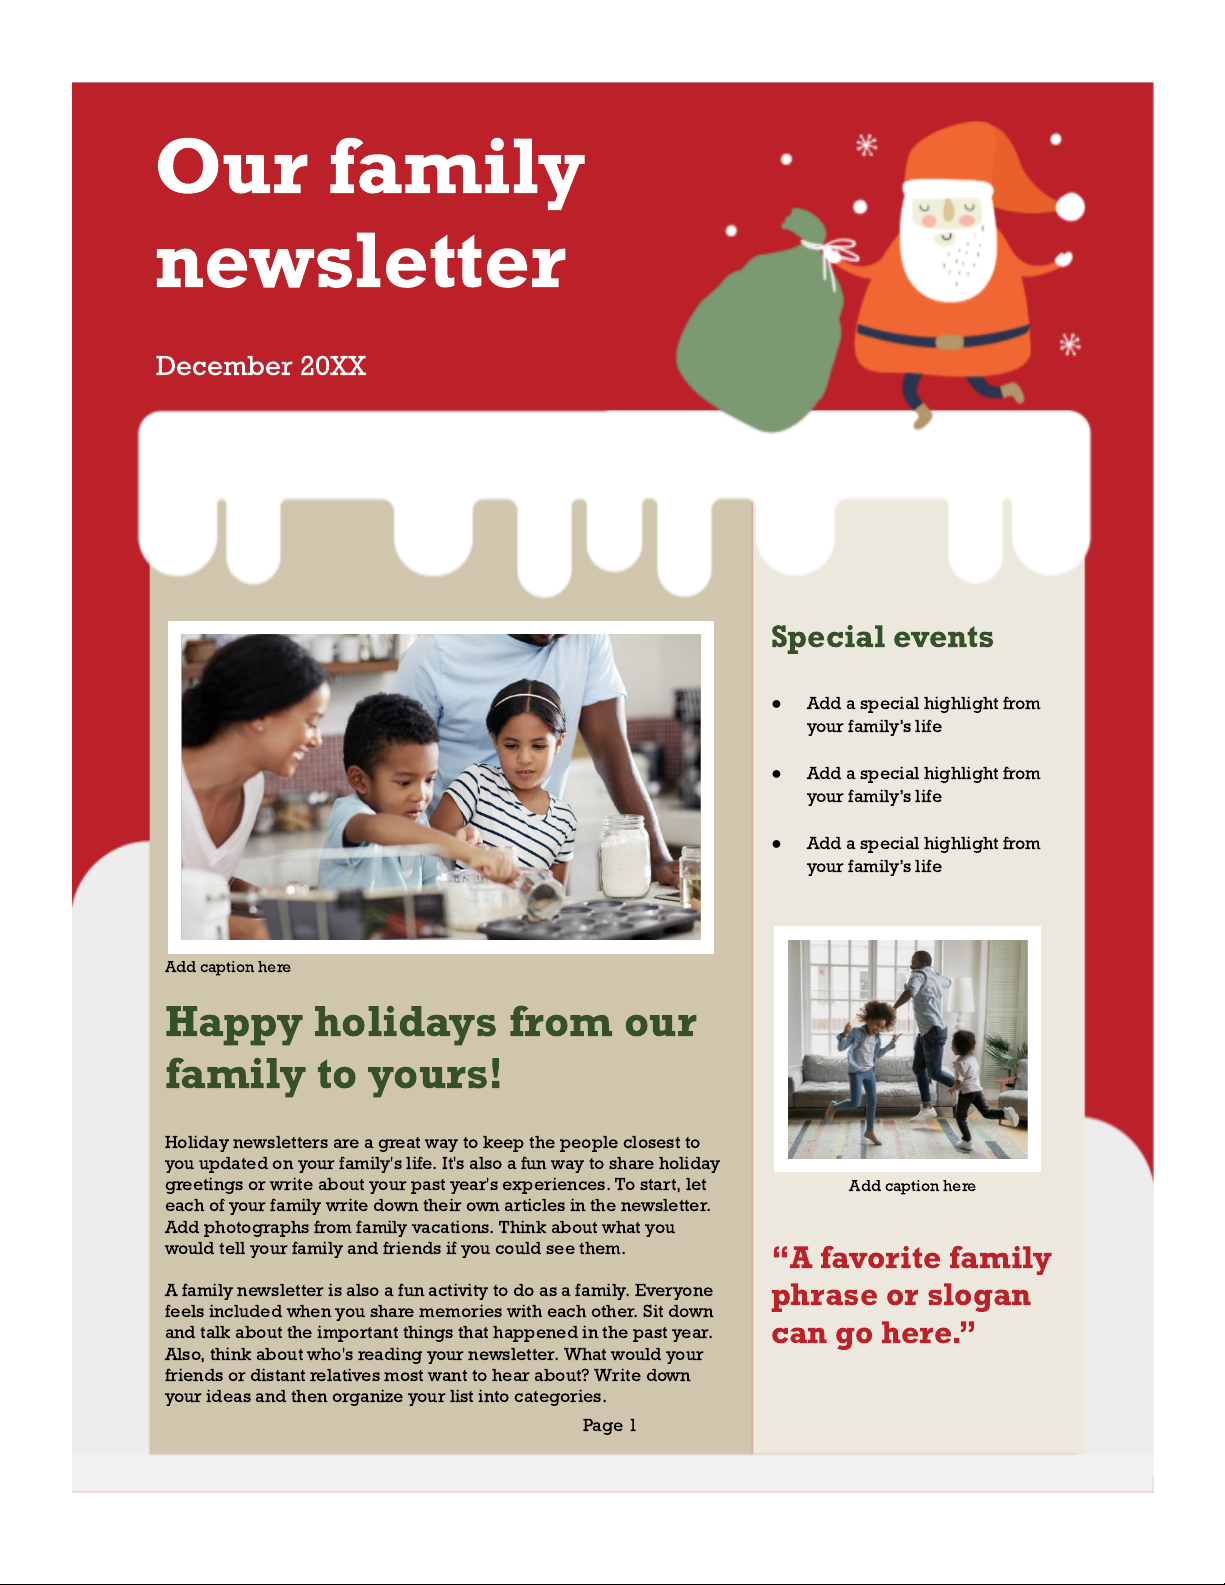 Our family
newsletter
December 20XX
Add caption here
Happy holidays from our
family to yours!
Holiday newsletters are a great way to keep the people closest to
you updated on your family's life. It's also a fun way to share holiday
greetings or write about your past year's experiences. To start, let
each of your family write down their own articles in the newsletter.
Add photographs from family vacations. Think about what you
would tell your family and friends if you could see them.
A family newsletter is also a fun activity to do as a family. Everyone
feels included when you share memories with each other. Sit down
and talk about the important things that happened in the past year.
Also, think about who's reading your newsletter. What would your
friends or distant relatives most want to hear about? Write down
your ideas and then organize your list into categories.
Special events
● Add a special highlight from
your family’s life
● Add a special highlight from
your family’s life
● Add a special highlight from
your family’s life
Add caption here
“A favorite family
phrase or slogan
can go here.”
Page 1